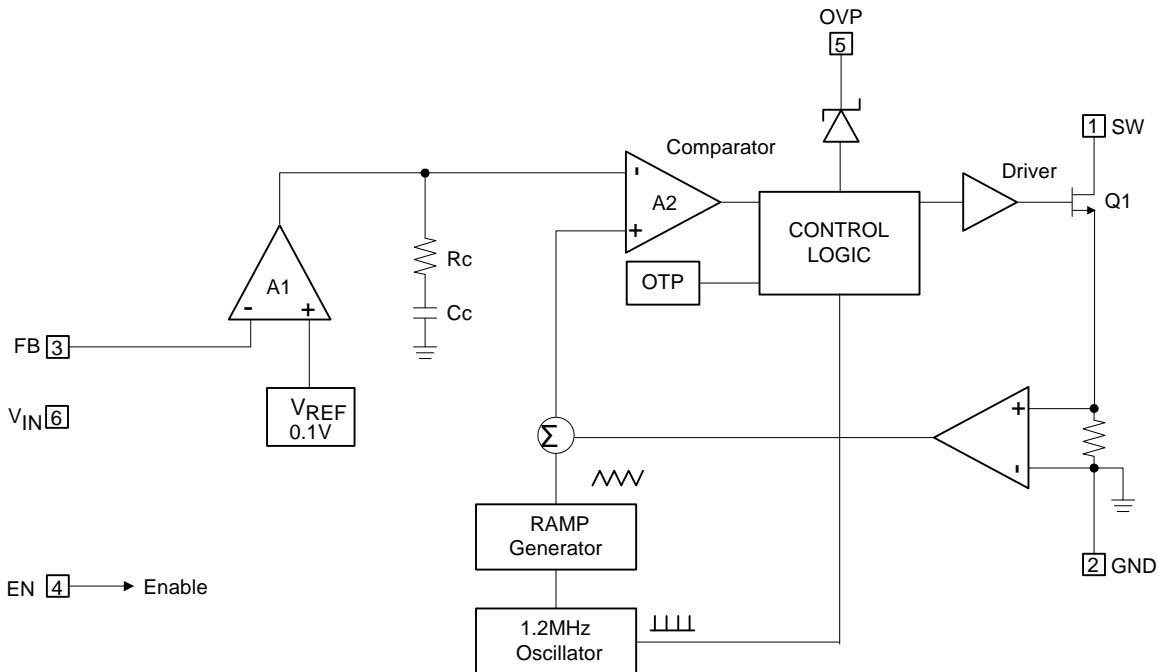 OVP
5
1 SW
Comparator
Driver
-
A2
+
Q1
CONTROL
LOGIC
Rc
OTP
A1
- +
Cc
FB 3
VREF
0.1V
VIN 6
+
Σ
-
RAMP
Generator
2 GND
EN 4 Enable
1.2MHz
Oscillator